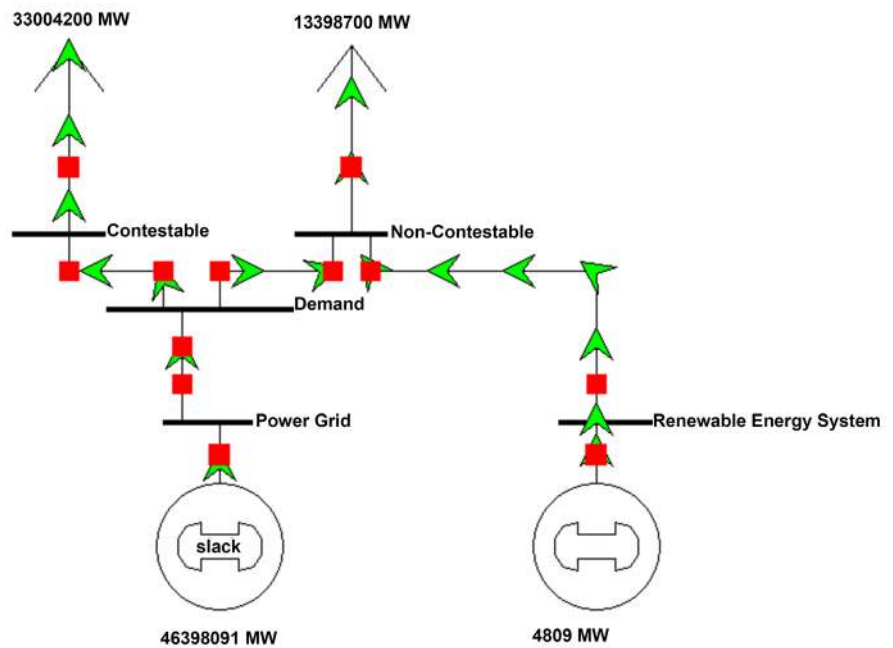 33004200 MW
13398700 MW
Contestable
Non-Contestable
Demand
Power Grid
Renewable Energy System
slack
46398091 MW
4809 MW